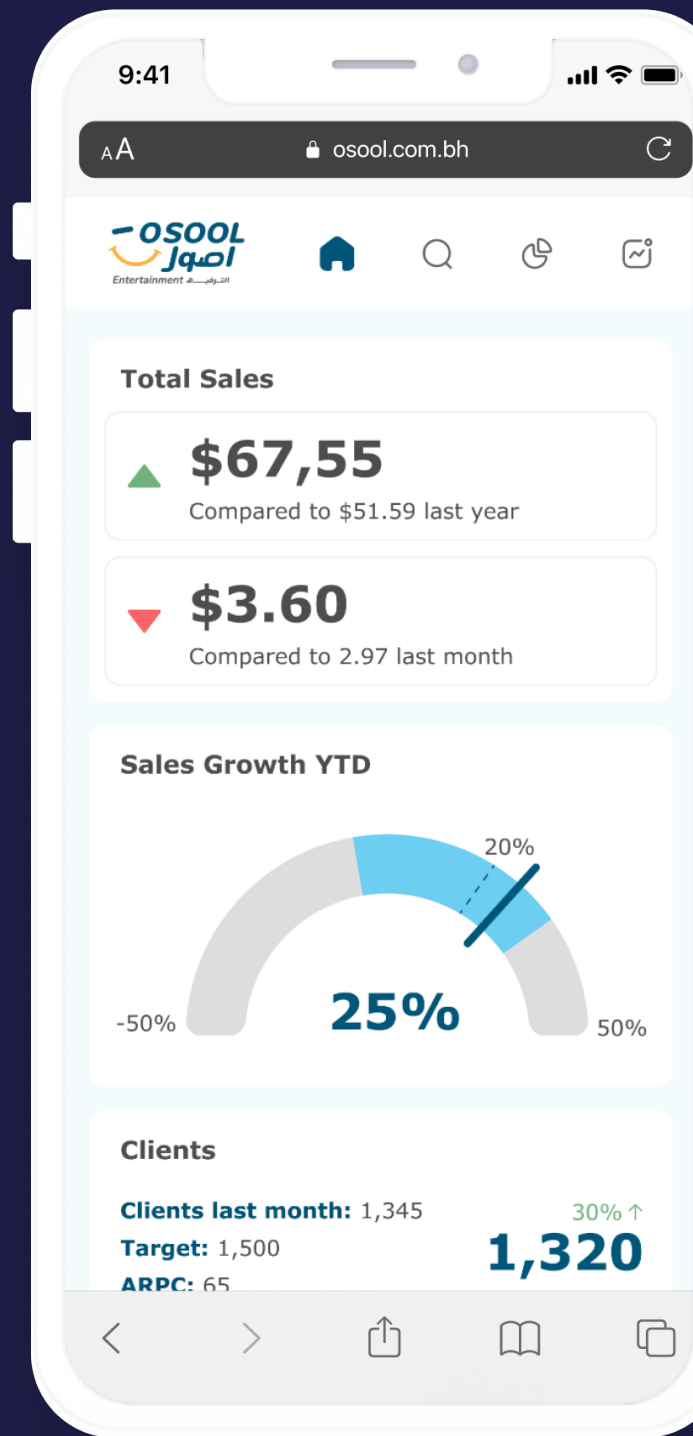 9:41
AA osool.com.bh
OSOOL
اصول
Entertainment الترفيـــه
Total Sales
$67,55
Compared to $51.59 last year
$3.60
Compared to 2.97 last month
Sales Growth YTD
20%
25%
-50%
50%
Clients
Clients last month: 1,345
30% ↑
Target: 1,500
1,320
ARPC: 65